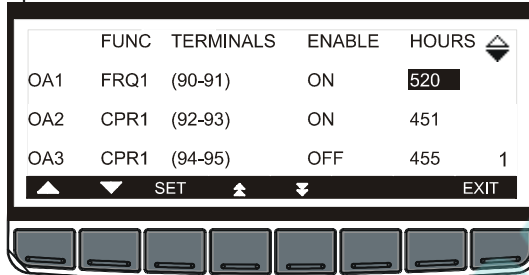 FUNC TERMINALS ENABLE HOURS
OA1 FRQ1 (90-91) ON 520
OA2 CPR1 (92-93) ON 451
OA3 CPR1 (94-95) OFF 455 1
SET EXIT